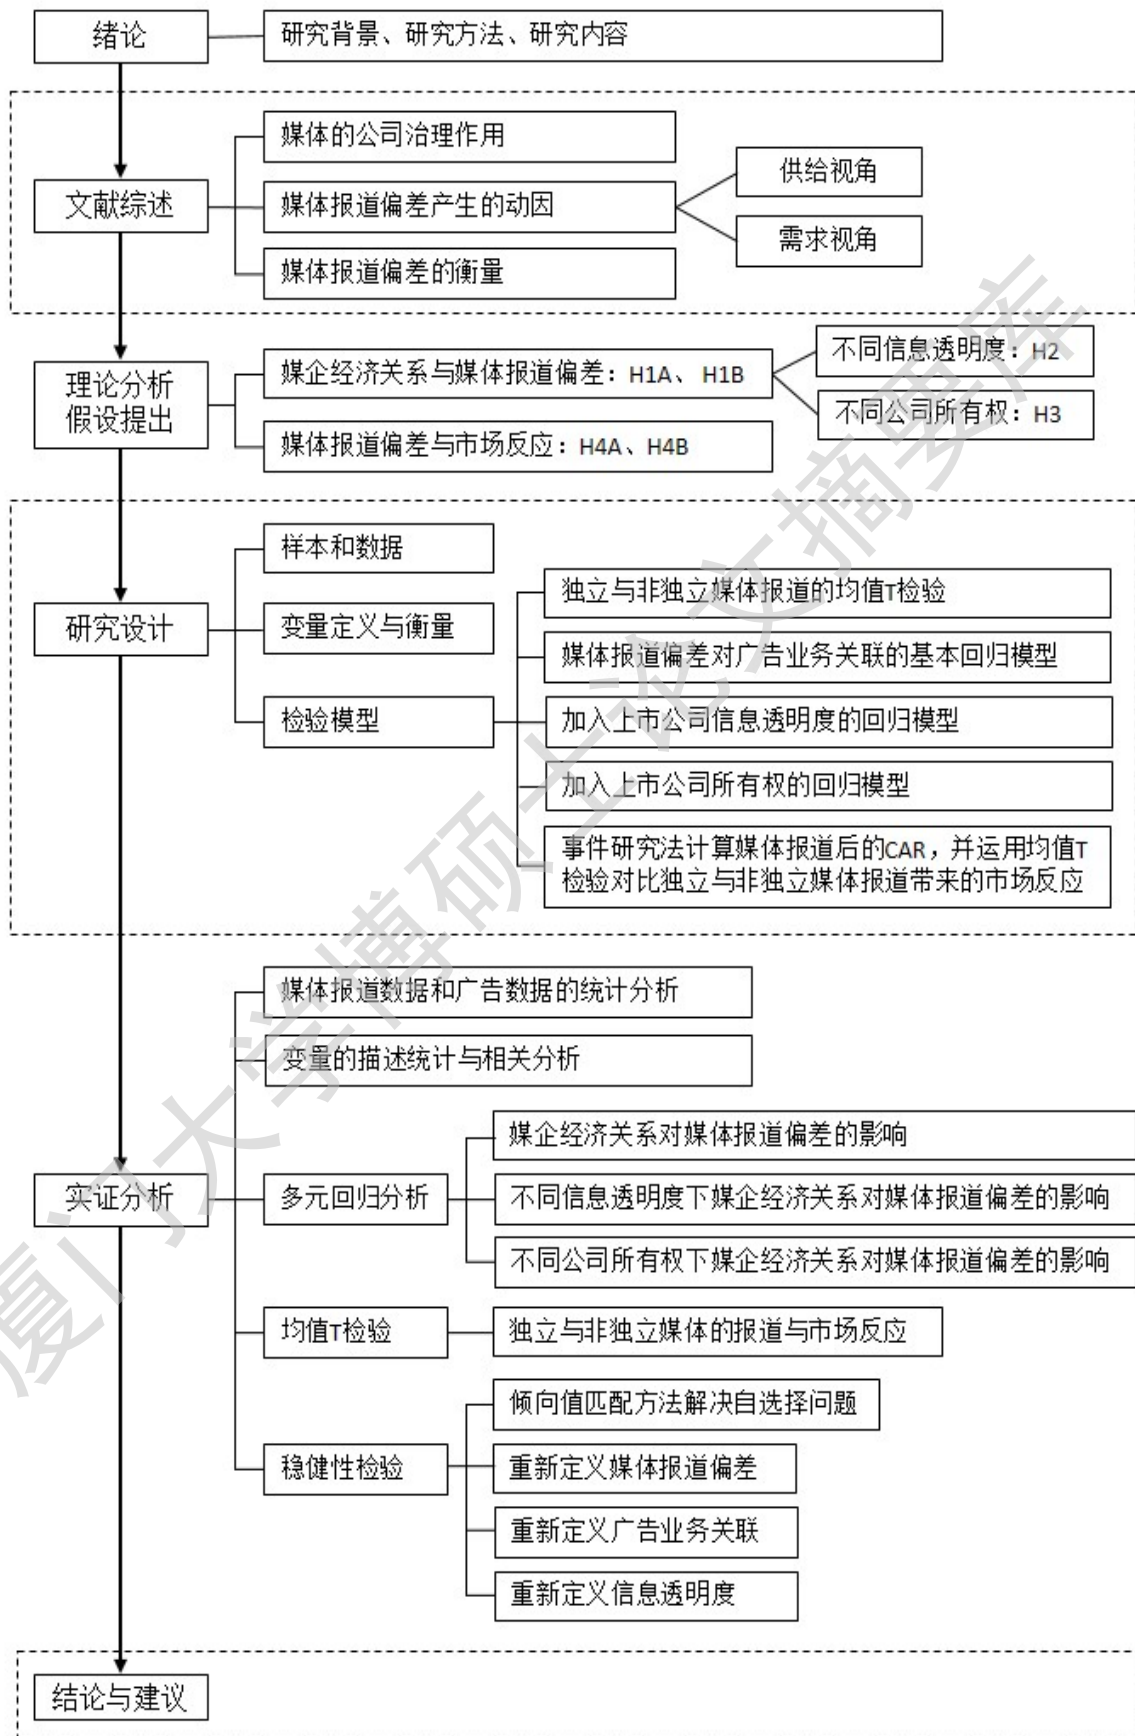 绪论
研究背景、研究方法、研究内容
媒体的公司治理作用
供给视角
文献综述
媒体报道偏差产生的动因
需求视角
媒体报道偏差的衡量
理论分析
假设提出
媒企经济关系与媒体报道偏差：H1A、H1B
不同信息透明度：H2
不同公司所有权：H3
媒体报道偏差与市场反应：H4A、H4B
研究设计
样本和数据
变量定义与衡量
检验模型
独立与非独立媒体报道的均值T检验
媒体报道偏差对广告业务关联的基本回归模型
加入上市公司信息透明度的回归模型
加入上市公司所有权的回归模型
事件研究法计算媒体报道后的CAR，并运用均值T
检验对比独立与非独立媒体报道带来的市场反应
实证分析
媒体报道数据和广告数据的统计分析
变量的描述统计与相关分析
多元回归分析
媒企经济关系对媒体报道偏差的影响
不同信息透明度下媒企经济关系对媒体报道偏差的影响
不同公司所有权下媒企经济关系对媒体报道偏差的影响
均值T检验
独立与非独立媒体的报道与市场反应
稳健性检验
倾向值匹配方法解决自选择问题
重新定义媒体报道偏差
重新定义广告业务关联
重新定义信息透明度
结论与建议
厦门大学博硕士论文摘要库